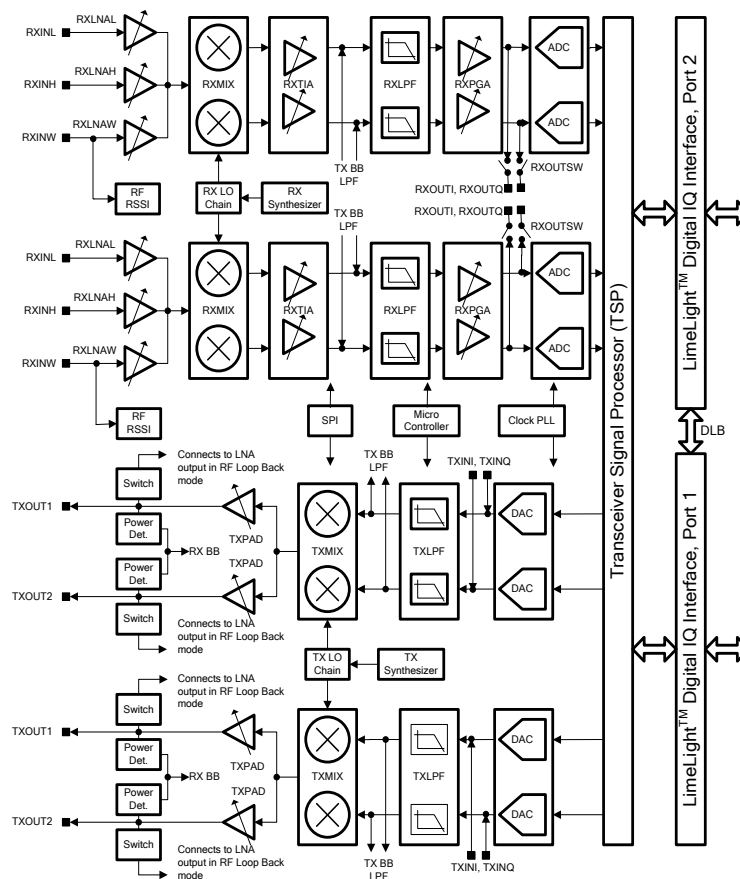 RXINL
RXLNAL
RXINH
RXLNAH
RXINW
RXLNAW
RF
RSSI
RXMIX
RXTIA
RXLPF
RXPGA
ADC
ADC
TX BB
LPF
RXOUTSW
RXOUTI, RXOUTQ
RX LO
Chain
RX
Synthesizer
TX BB
LPF
RXOUTI, RXOUTQ
RXOUTSW
RXINL
RXLNAL
RXINH
RXLNAH
RXINW
RXLNAW
RF
RSSI
RXMIX
RXTIA
RXLPF
RXPGA
ADC
ADC
SPI
Micro
Controller
Clock PLL
Transceiver Signal Processor (TSP)
LimeLight™ Digital IQ Interface, Port 2
DLB
LimeLight™ Digital IQ Interface, Port 1
Connects to LNA
output in RF Loop Back
mode
Switch
TXOUT1
Power
Det.
RX BB
Power
Det.
TXOUT2
Switch
Connects to LNA
output in RF Loop Back
mode
TXPAD
TXPAD
TXMIX
TX BB
LPF
TXLPF
TXINI, TXINQ
DAC
DAC
TX LO
Chain
TX
Synthesizer
Connects to LNA
output in RF Loop Back
mode
Switch
TXOUT1
Power
Det.
RX BB
Power
Det.
TXOUT2
Switch
Connects to LNA
output in RF Loop Back
mode
TXPAD
TXPAD
TXMIX
TXLPF
DAC
DAC
TX BB
LPF
TXINI, TXINQ